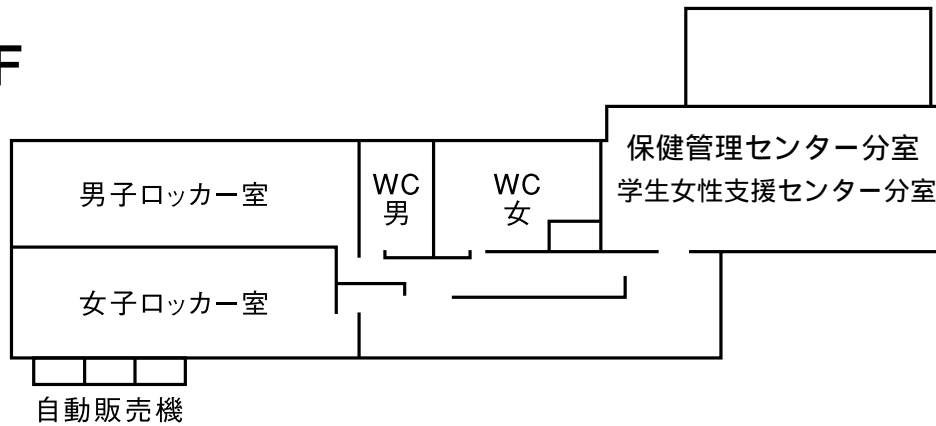 F
保健管理センター分室
学生女性支援センター分室
男子ロッカー室
WC
男
WC
女
女子ロッカー室
自動販売機